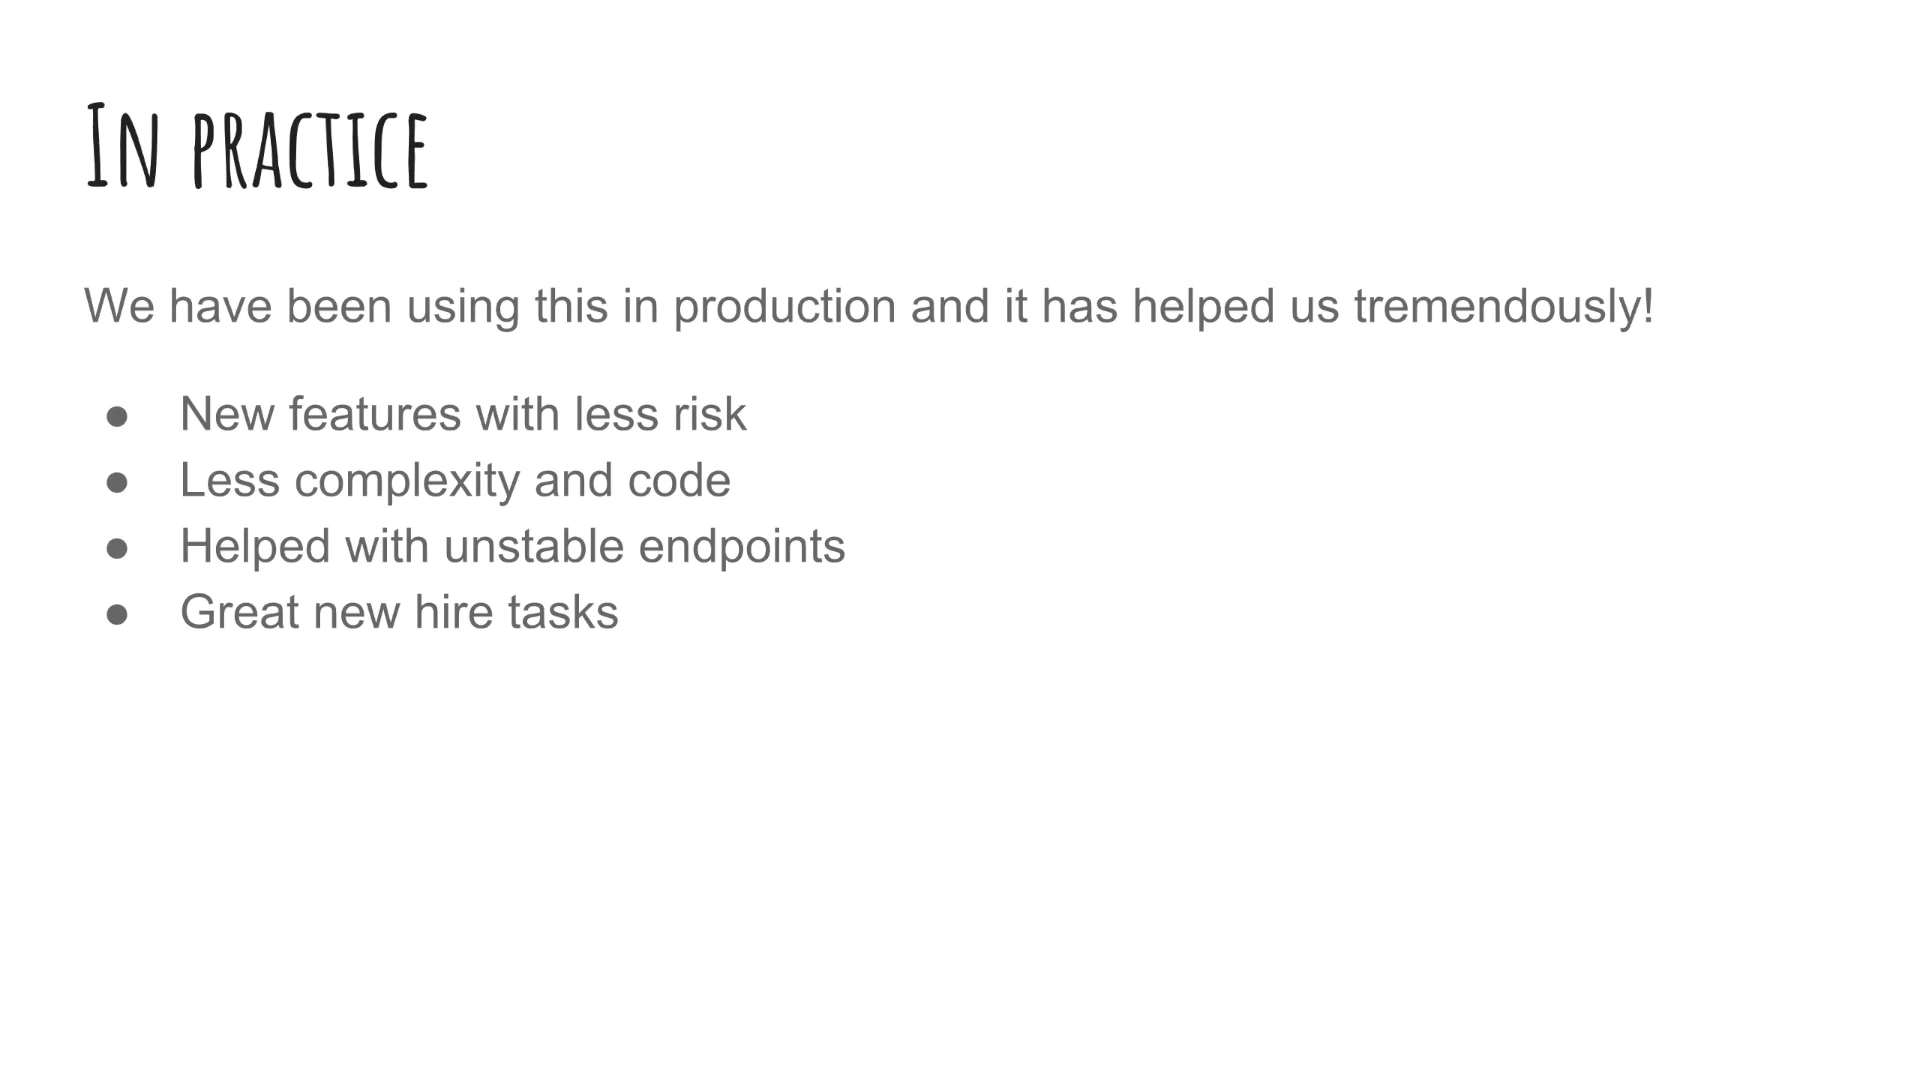 In practice
We have been using this in production and it has helped us tremendously!
● New features with less risk
● Less complexity and code
● Helped with unstable endpoints
● Great new hire tasks